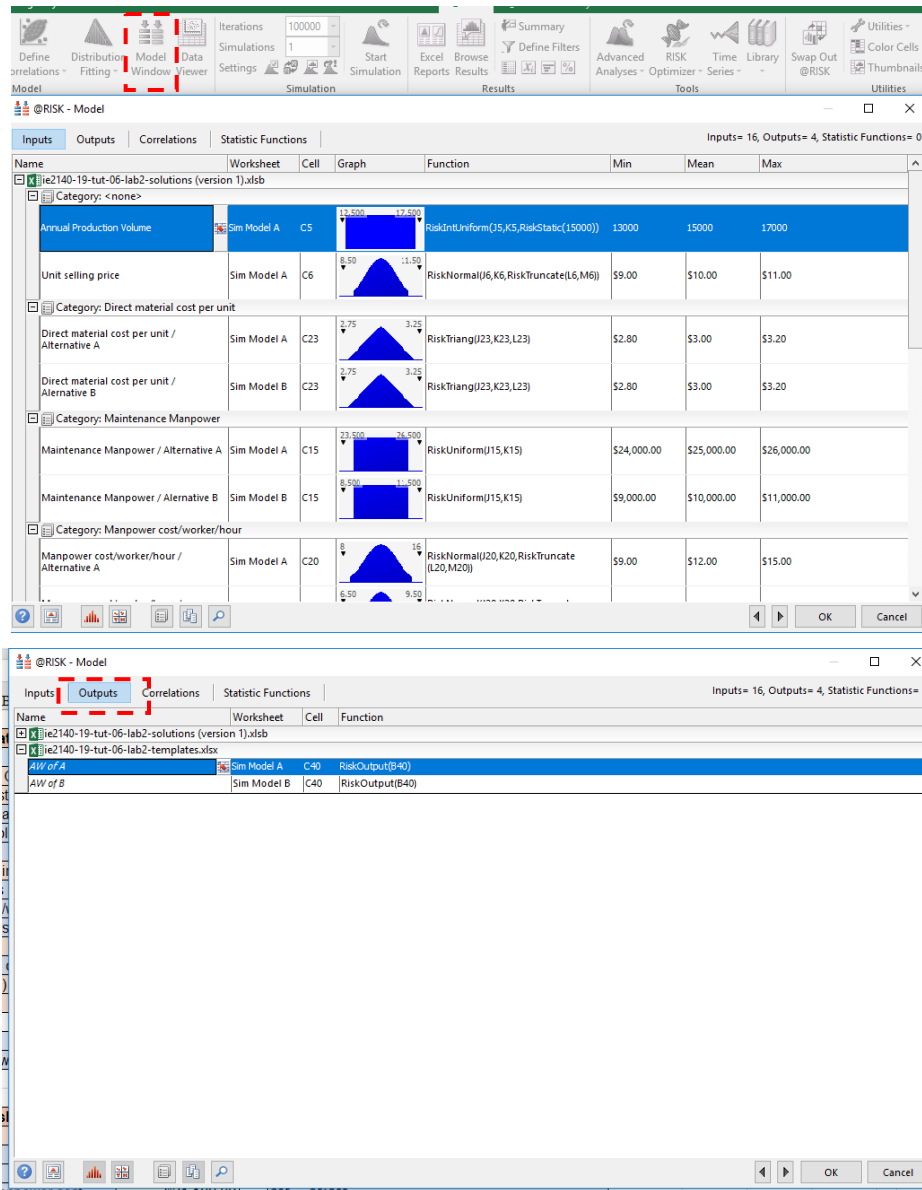 Iterations 100000
Simulations 1
Settings
Define Correlations
Distribution Fitting
Model Window
Data Viewer
Start Simulation
Excel Reports
Browse Results
Summary
Define Filters
Advanced Analyses
RISK Optimizer
Time Series
Library
Swap Out @RISK
Utilities
Color Cells
Thumbnails
Model Simulation Results Tools Utilities
@RISK - Model
Inputs Outputs Correlations Statistic Functions Inputs= 16, Outputs= 4, Statistic Functions= 0
Name Worksheet Cell Graph Function Min Mean Max
ie2140-19-tut-06-lab2-solutions (version 1).xlsb
Category: <none>
12,500 17,500
Annual Production Volume Sim Model A C5 RiskIntUniform(J5,K5,RiskStatic(15000)) 13000 15000 17000
8.50 11.50
Unit selling price Sim Model A C6 RiskNormal(J6,K6,RiskTruncate(L6,M6)) $9.00 $10.00 $11.00
Category: Direct material cost per unit
2.75 3.25
Direct material cost per unit / Alternative A Sim Model A C23 RiskTriang(J23,K23,L23) $2.80 $3.00 $3.20
2.75 3.25
Direct material cost per unit / Alernative B Sim Model B C23 RiskTriang(J23,K23,L23) $2.80 $3.00 $3.20
Category: Maintenance Manpower
23,500 26,500
Maintenance Manpower / Alternative A Sim Model A C15 RiskUniform(J15,K15) $24,000.00 $25,000.00 $26,000.00
8,500 11,500
Maintenance Manpower / Alernative B Sim Model B C15 RiskUniform(J15,K15) $9,000.00 $10,000.00 $11,000.00
Category: Manpower cost/worker/hour
8 16
Manpower cost/worker/hour / Alternative A Sim Model A C20 RiskNormal(J20,K20,RiskTruncate (L20,M20)) $9.00 $12.00 $15.00
6.50 9.50
OK Cancel
@RISK - Model
Inputs Outputs Correlations Statistic Functions Inputs= 16, Outputs= 4, Statistic Functions=
Name Worksheet Cell Function
ie2140-19-tut-06-lab2-solutions (version 1).xlsb
ie2140-19-tut-06-lab2-templates.xlsx
AW of A Sim Model A C40 RiskOutput(B40)
AW of B Sim Model B C40 RiskOutput(B40)
OK Cancel